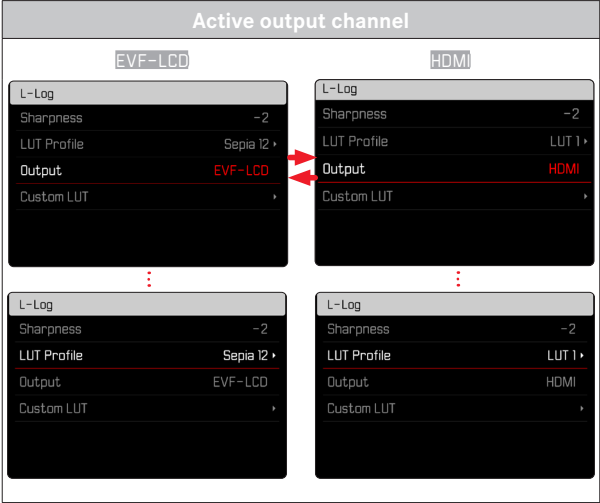 Active output channel
EVF-LCD
HDMI
L-Log
Sharpness -2
LUT Profile Sepia 12
Output EVF-LCD
Custom LUT
L-Log
Sharpness -2
LUT Profile LUT 1
Output HDMI
Custom LUT
L-Log
Sharpness -2
LUT Profile Sepia 12
Output EVF-LCD
Custom LUT
L-Log
Sharpness -2
LUT Profile LUT 1
Output HDMI
Custom LUT